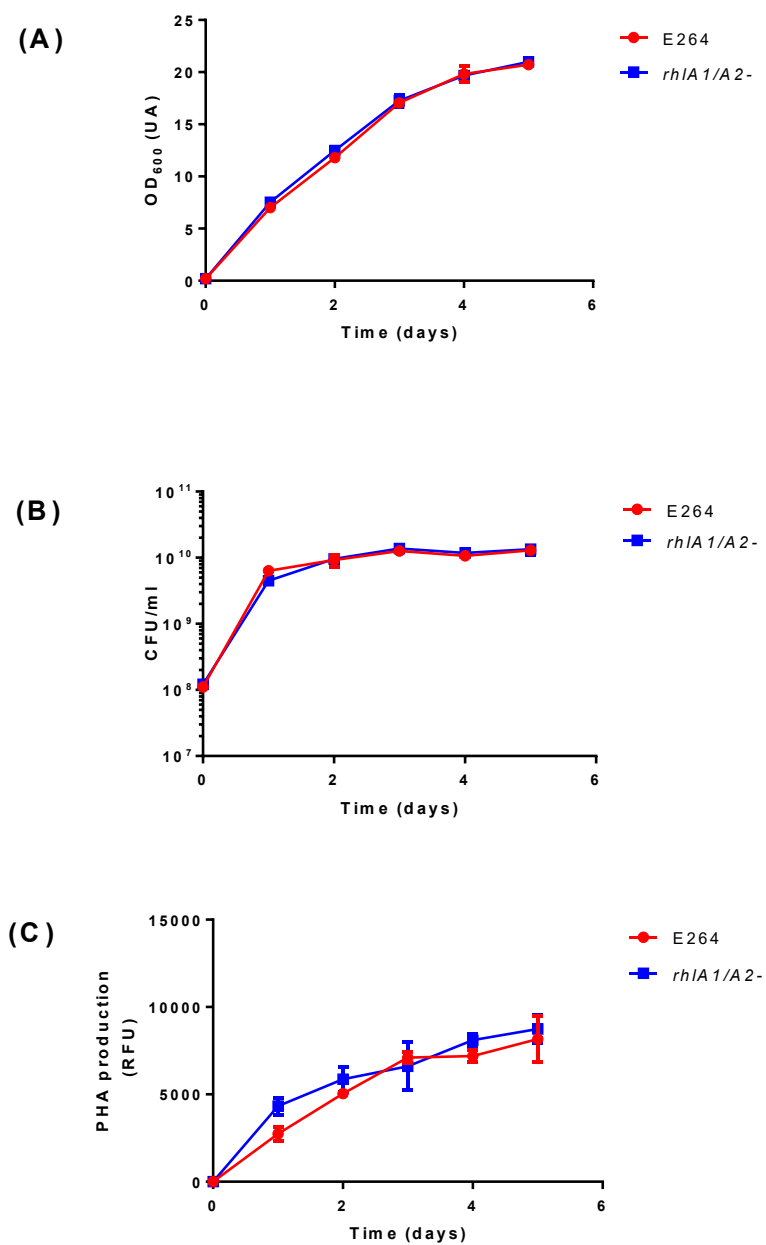 (A)
25
20
15
10
5
0
OD600 (UA)
0 2 4 6
Time (days)
E264
rhlA1/A2-
(B)
10^11
10^10
10^9
10^8
10^7
CFU/ml
0 2 4 6
Time (days)
E264
rhlA1/A2-
(C)
15000
10000
5000
0
PHA production
(RFU)
0 2 4 6
Time (days)
E264
rhlA1/A2-